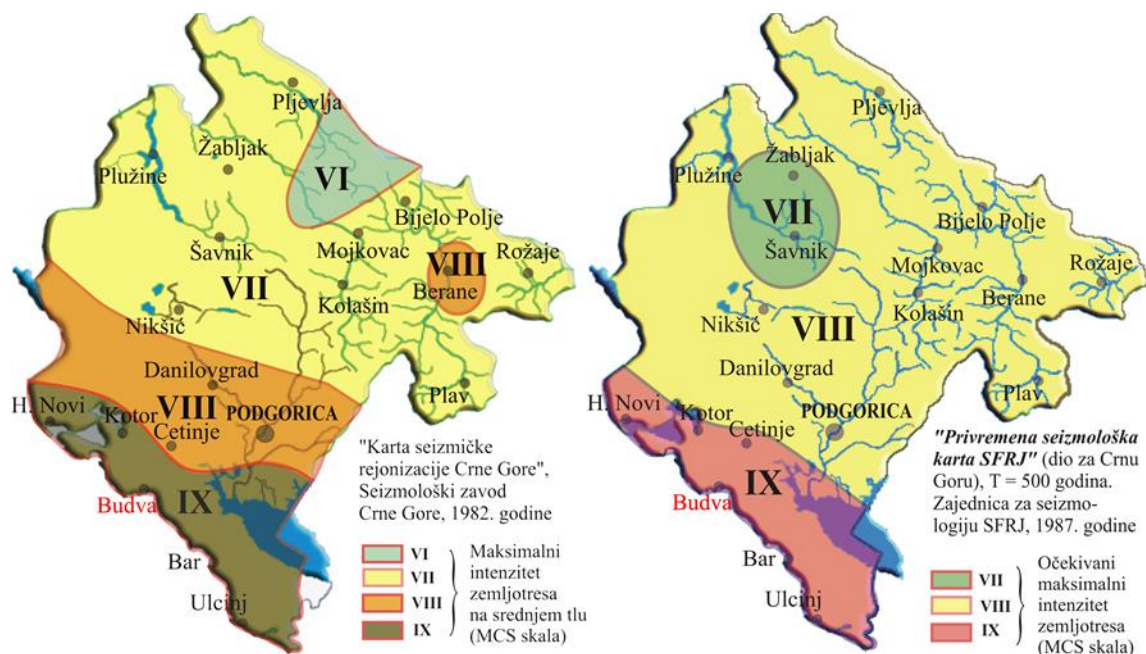 Pljevlja
Žabljak
Plužine
VI
Bijelo Polje
Šavnik
Mojkovac
VIII
Rožaje
VII
Berane
Kolašin
Nikšić
Danilovgrad
Plav
VIII
H. Novi
Kotor
PODGORICA
Cetinje
IX
Budva
Bar
Ulcinj
"Karta seizmičke
rejonizacije Crne Gore",
Seizmološki zavod
Crne Gore, 1982. godine
VI
VII
VIII
IX
Maksimalni
intenzitet
zemljotresa
na srednjem tlu
(MCS skala)
Pljevlja
Žabljak
Plužine
VII
Bijelo Polje
Šavnik
Mojkovac
Rožaje
Berane
Kolašin
Nikšić
VIII
Danilovgrad
Plav
H. Novi
Kotor
PODGORICA
Cetinje
IX
Budva
Bar
Ulcinj
"Privremena seizmološka
karta SFRJ" (dio za Crnu
Goru), T = 500 godina.
Zajednica za seizmo-
logiju SFRJ, 1987. godine
VII
VIII
IX
Očekivani
maksimalni
intenzitet
zemljotresa
(MCS skala)